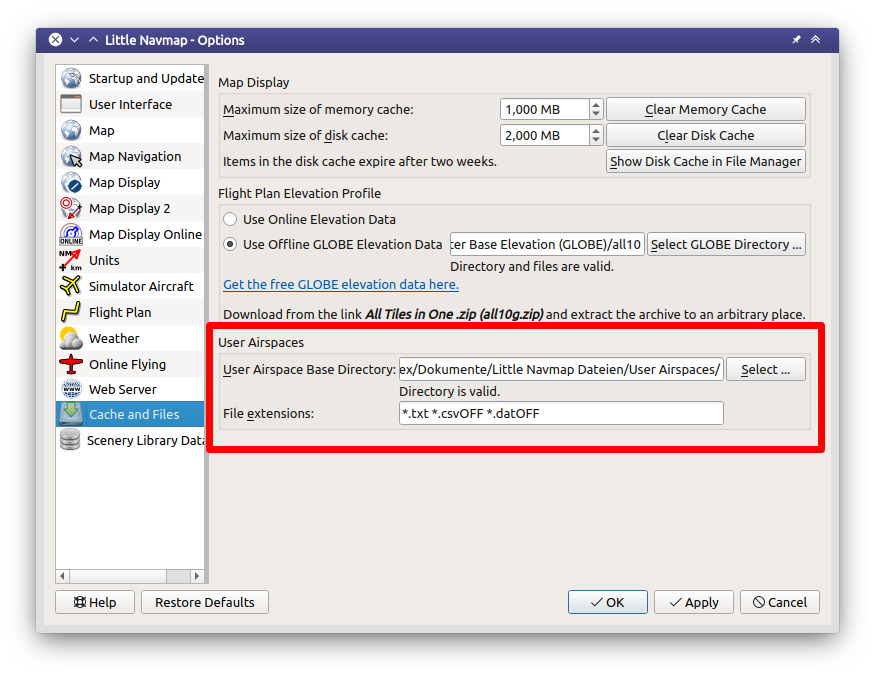 Little Navmap - Options
Startup and Update
User Interface
Map
Map Navigation
Map Display
Map Display 2
Map Display Online
Units
Simulator Aircraft
Flight Plan
Weather
Online Flying
Web Server
Cache and Files
Scenery Library Data
NM
km
ONLINE
WWW
Map Display
Maximum size of memory cache: 1,000 MB Clear Memory Cache
Maximum size of disk cache: 2,000 MB Clear Disk Cache
Items in the disk cache expire after two weeks. Show Disk Cache in File Manager
Flight Plan Elevation Profile
Use Online Elevation Data
Use Offline GLOBE Elevation Data ter Base Elevation (GLOBE)/all10 Select GLOBE Directory ...
Directory and files are valid.
Get the free GLOBE elevation data here.
Download from the link All Tiles in One .zip (all10g.zip) and extract the archive to an arbitrary place.
User Airspaces
User Airspace Base Directory: ex/Dokumente/Little Navmap Dateien/User Airspaces/ Select ...
Directory is valid.
File extensions: *.txt *.csvOFF *.datOFF
Help Restore Defaults OK Apply Cancel